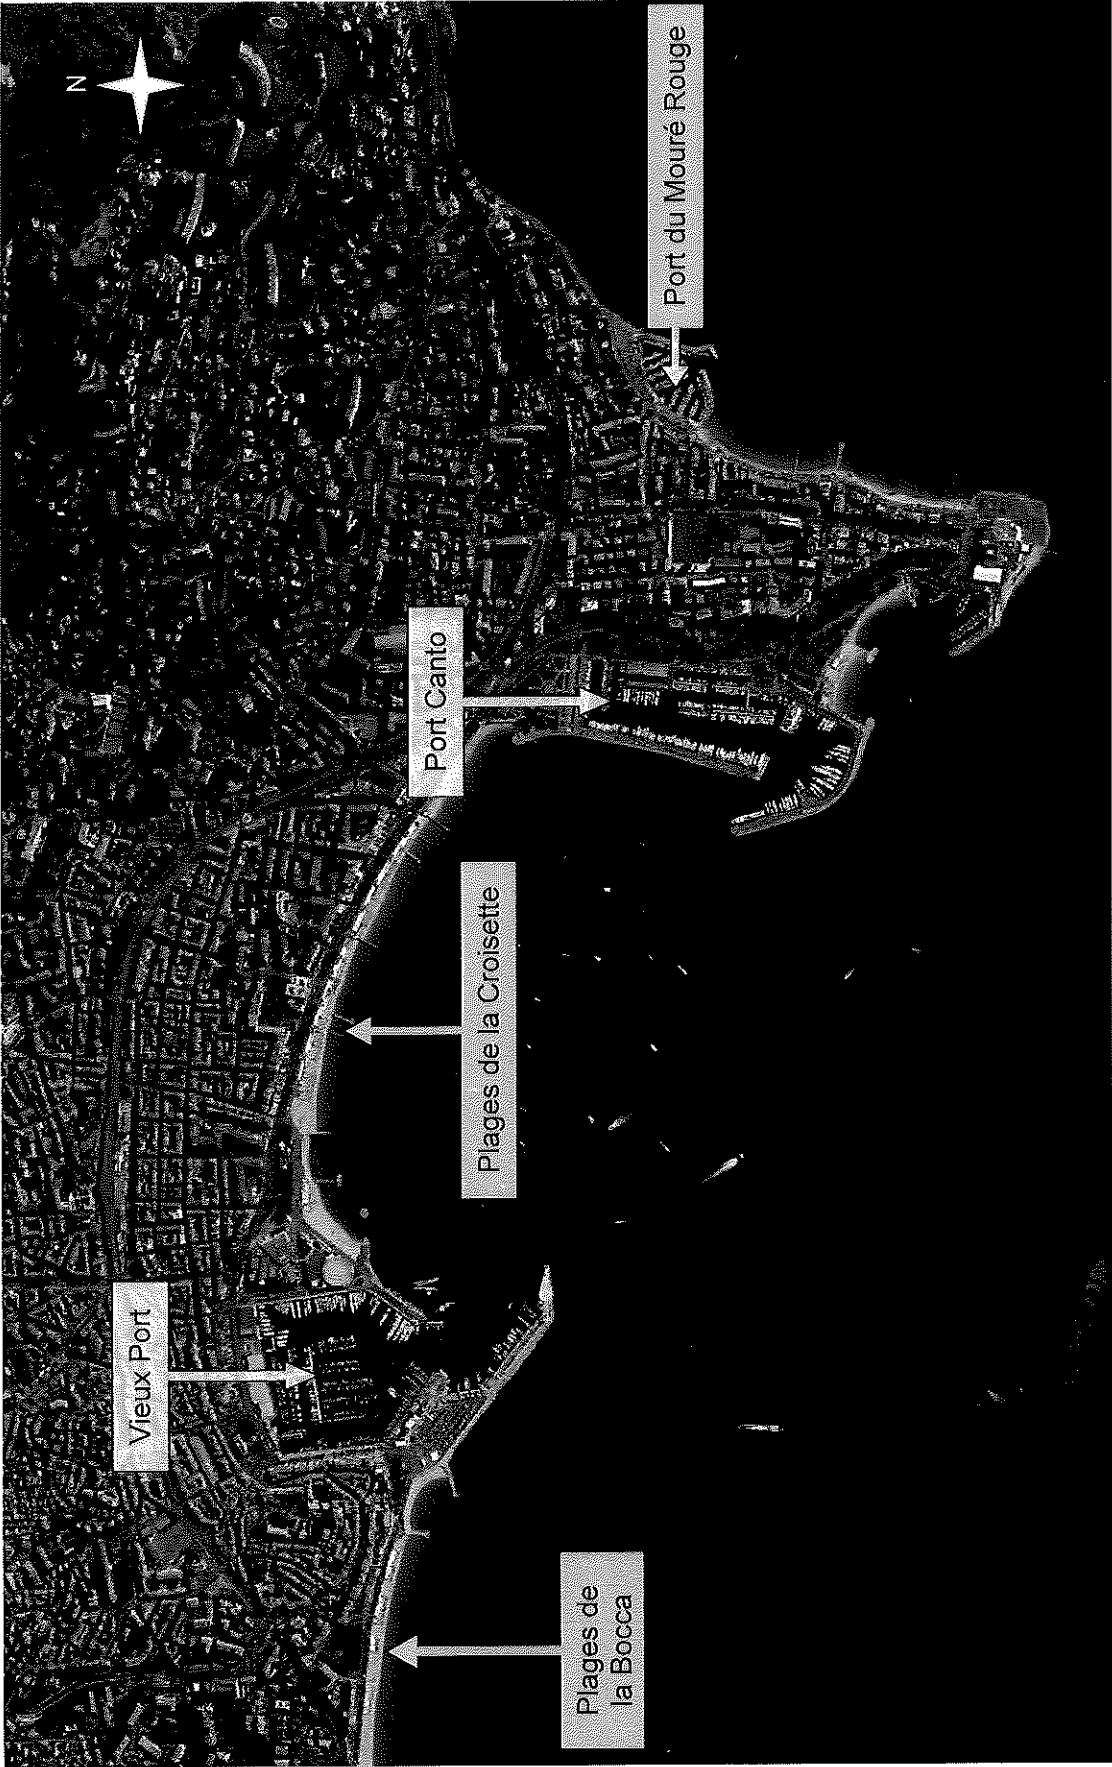 N
Vieux Port
Plages de
la Bocca
Plages de la Croisette
Port Canto
Port du Mouré Rouge